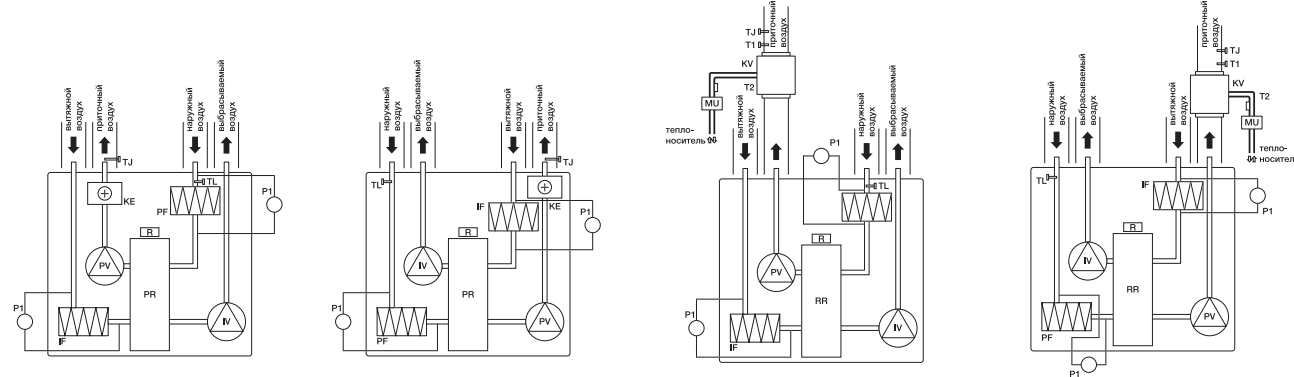 вытяжной
воздух
приточный
воздух
наружный
воздух
выбрасываемый
воздух
TJ
TL
P1
KE
PF
R
PV
PR
IV
P1
IF
наружный
воздух
выбрасываемый
воздух
вытяжной
воздух
приточный
воздух
TJ
TL
IF
KE
P1
R
IV
PR
P1
PV
PF
приточный
воздух
TJ
T1
KV
T2
MU
тепло-
носитель
вытяжной
воздух
наружный
воздух
выбрасываемый
воздух
P1
TL
PF
R
PV
RR
P1
IV
IF
приточный
воздух
TJ
T1
KV
T2
MU
тепло-
носитель
наружный
воздух
выбрасываемый
воздух
вытяжной
воздух
TL
IF
P1
R
IV
RR
PV
PF
P1